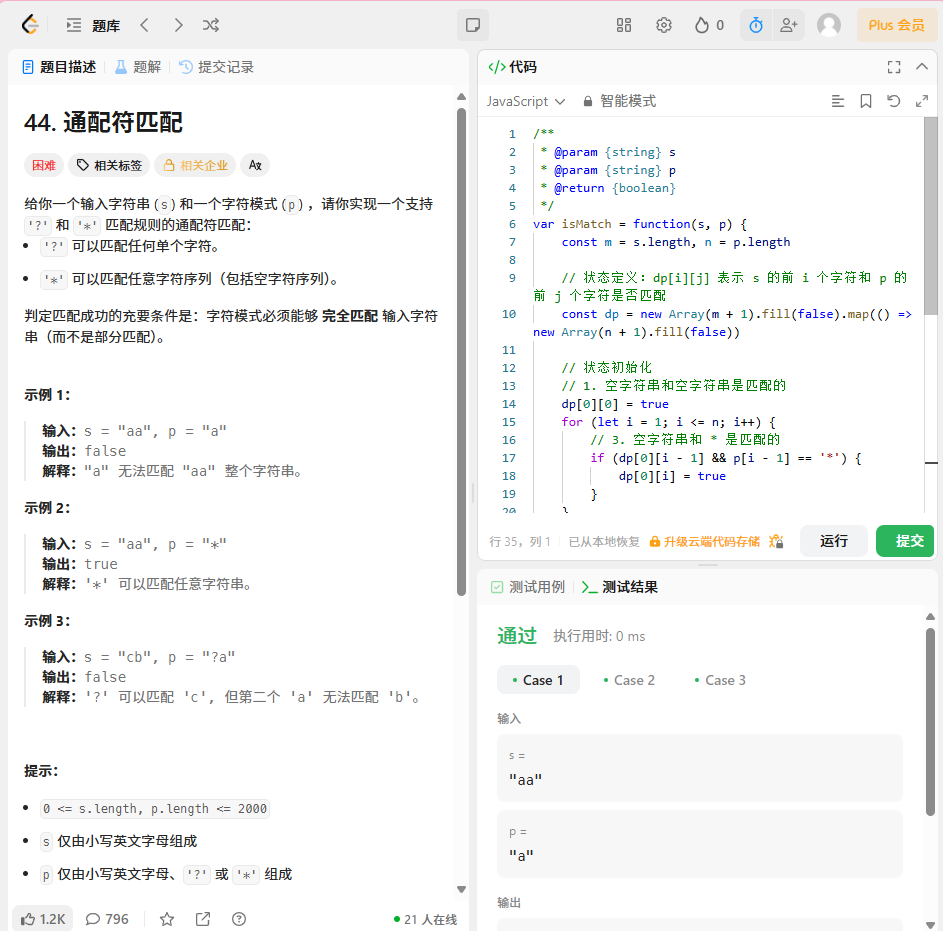 题库
0
Plus 会员
题目描述
题解
提交记录
44. 通配符匹配
困难
相关标签
相关企业
给你一个输入字符串 (s) 和一个字符模式 (p) ，请你实现一个支持
'?' 和 '*' 匹配规则的通配符匹配：
• '?' 可以匹配任何单个字符。
• '*' 可以匹配任意字符序列（包括空字符序列）。
判定匹配成功的充要条件是：字符模式必须能够 完全匹配 输入字符
串（而不是部分匹配）。
示例 1：
输入：s = "aa", p = "a"
输出：false
解释："a" 无法匹配 "aa" 整个字符串。
示例 2：
输入：s = "aa", p = "*"
输出：true
解释：'*' 可以匹配任意字符串。
示例 3：
输入：s = "cb", p = "?a"
输出：false
解释：'?' 可以匹配 'c', 但第二个 'a' 无法匹配 'b'。
提示：
• 0 <= s.length, p.length <= 2000
• s 仅由小写英文字母组成
• p 仅由小写英文字母、'?' 或 '*' 组成
1.2K
796
21 人在线
</> 代码
JavaScript
智能模式
1 /**
2  * @param {string} s
3  * @param {string} p
4  * @return {boolean}
5  */
6 var isMatch = function(s, p) {
7     const m = s.length, n = p.length
8
9     // 状态定义：dp[i][j] 表示 s 的前 i 个字符和 p 的
前 j 个字符是否匹配
10     const dp = new Array(m + 1).fill(false).map(() =>
new Array(n + 1).fill(false))
11
12     // 状态初始化
13     // 1. 空字符串和空字符串是匹配的
14     dp[0][0] = true
15     for (let i = 1; i <= n; i++) {
16         // 3. 空字符串和 * 是匹配的
17         if (dp[0][i - 1] && p[i - 1] == '*') {
18             dp[0][i] = true
19         }
20     }
行 35，列 1
已从本地恢复
升级云端代码存储
运行
提交
测试用例
>_ 测试结果
通过
执行用时: 0 ms
• Case 1
• Case 2
• Case 3
输入
s =
"aa"
p =
"a"
输出